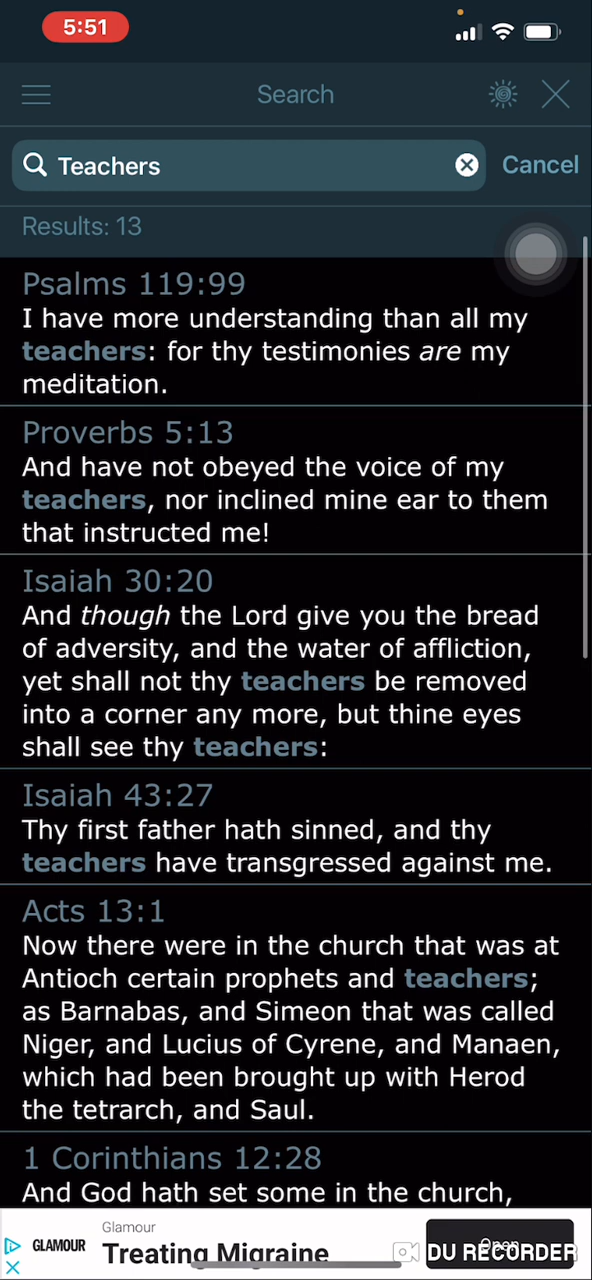 5:51
Search
Teachers
Cancel
Results: 13
Psalms 119:99
I have more understanding than all my
teachers: for thy testimonies are my
meditation.
Proverbs 5:13
And have not obeyed the voice of my
teachers, nor inclined mine ear to them
that instructed me!
Isaiah 30:20
And though the Lord give you the bread
of adversity, and the water of affliction,
yet shall not thy teachers be removed
into a corner any more, but thine eyes
shall see thy teachers:
Isaiah 43:27
Thy first father hath sinned, and thy
teachers have transgressed against me.
Acts 13:1
Now there were in the church that was at
Antioch certain prophets and teachers;
as Barnabas, and Simeon that was called
Niger, and Lucius of Cyrene, and Manaen,
which had been brought up with Herod
the tetrarch, and Saul.
1 Corinthians 12:28
And God hath set some in the church,
Glamour
GLAMOUR
Treating Migraine
Open
DU RECORDER